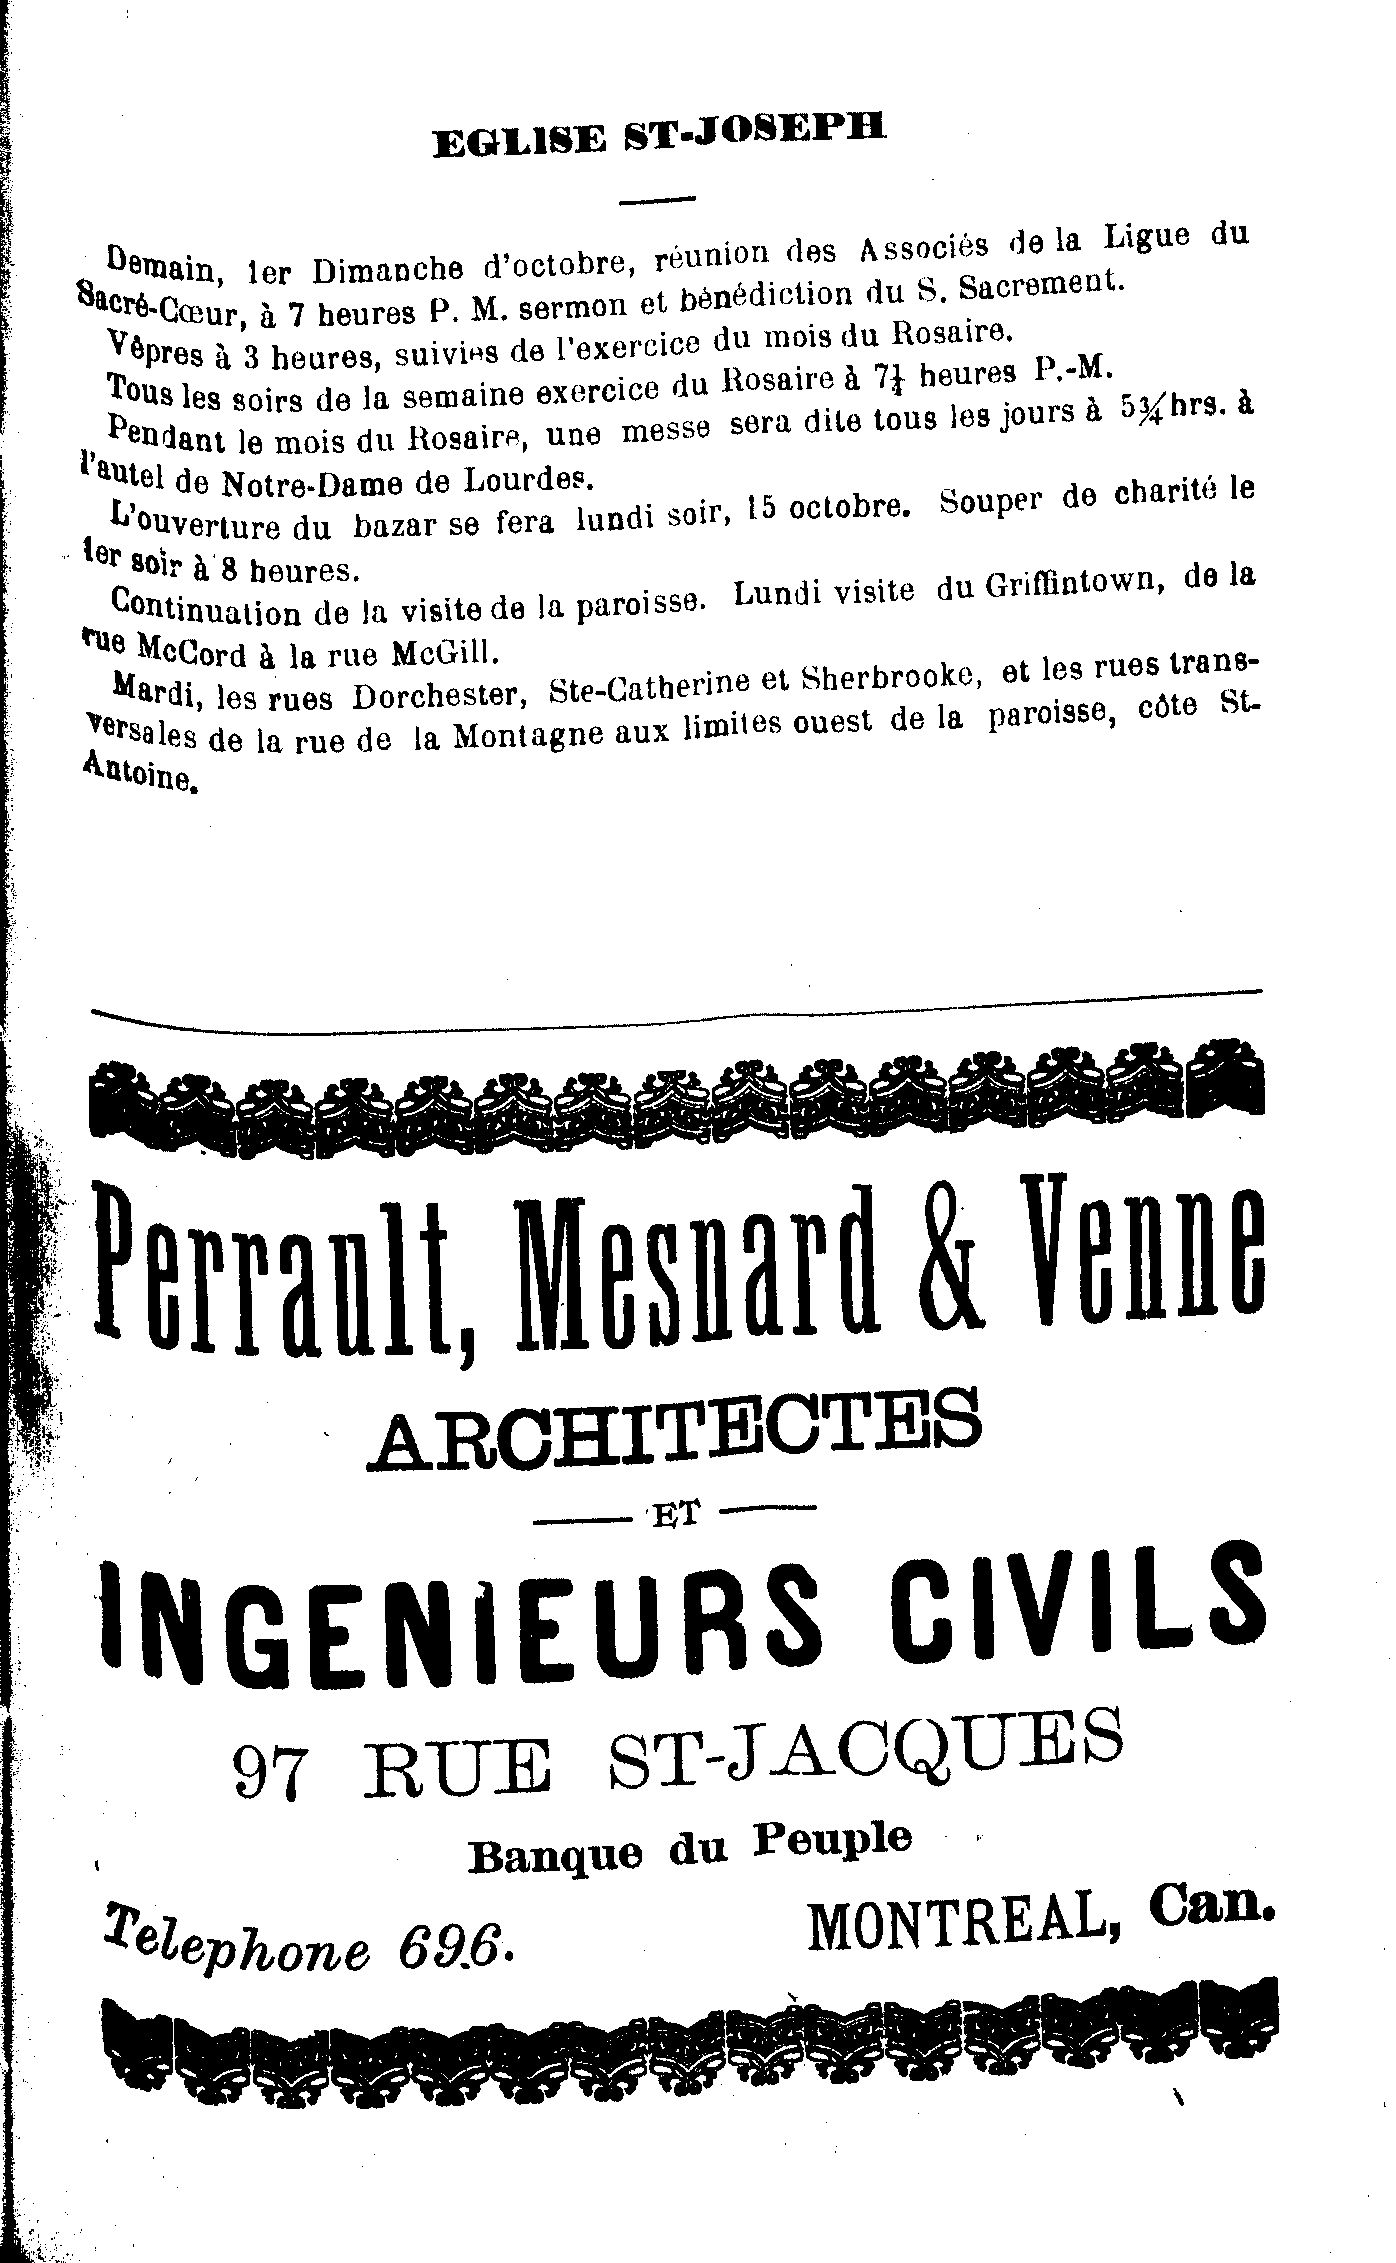 EGLISE ST-JOSEPH
Demain, 1er Dimanche d'octobre, réunion des Associés de la Ligue du
Sacré-Cœur, à 7 heures P. M. sermon et bénédiction du S. Sacrement.
Vêpres à 3 heures, suivies de l'exercice du mois du Rosaire.
Tous les soirs de la semaine exercice du Rosaire à 7½ heures P.-M.
Pendant le mois du Rosaire, une messe sera dite tous les jours à 5¾ hrs. à
l'autel de Notre-Dame de Lourdes.
L'ouverture du bazar se fera lundi soir, 15 octobre. Souper de charité le
1er soir à 8 heures.
Continuation de la visite de la paroisse. Lundi visite du Griffintown, de la
rue McCord à la rue McGill.
Mardi, les rues Dorchester, Ste-Catherine et Sherbrooke, et les rues trans-
versales de la rue de la Montagne aux limites ouest de la paroisse, côte St-
Antoine.
Perrault, Mesnard & Venne
ARCHITECTES
ET
INGENIEURS CIVILS
97 RUE ST-JACQUES
Banque du Peuple
Telephone 696. MONTREAL, Can.